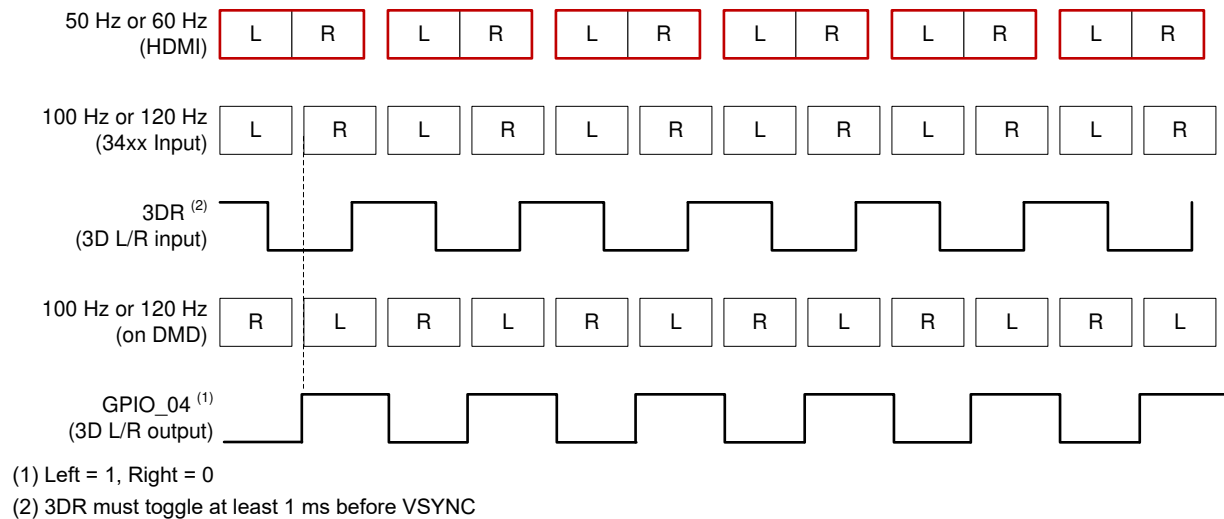 50 Hz or 60 Hz
(HDMI)
L R L R L R L R L R L R
100 Hz or 120 Hz
(34xx Input)
L R L R L R L R L R L R
3DR (2)
(3D L/R input)
100 Hz or 120 Hz
(on DMD)
R L R L R L R L R L R L
GPIO_04 (1)
(3D L/R output)
(1) Left = 1, Right = 0
(2) 3DR must toggle at least 1 ms before VSYNC